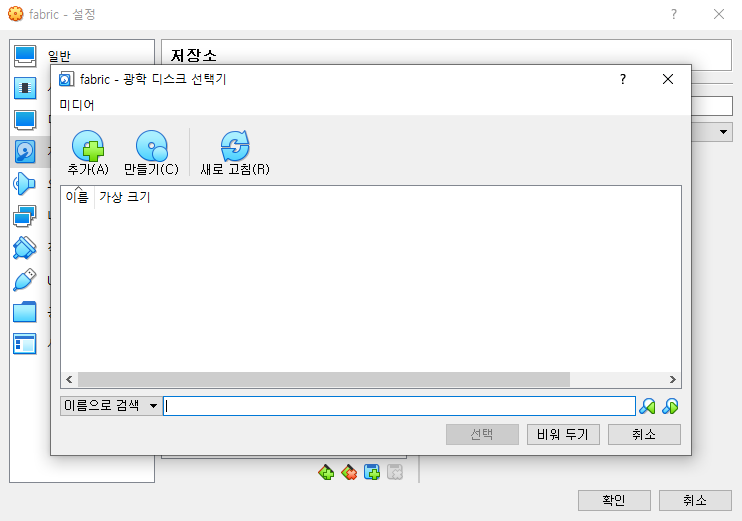 fabric - 설정
일반
저장소
fabric - 광학 디스크 선택기
미디어
추가(A)
만들기(C)
새로 고침(R)
이름
가상 크기
이름으로 검색
선택
비워 두기
취소
확인
취소